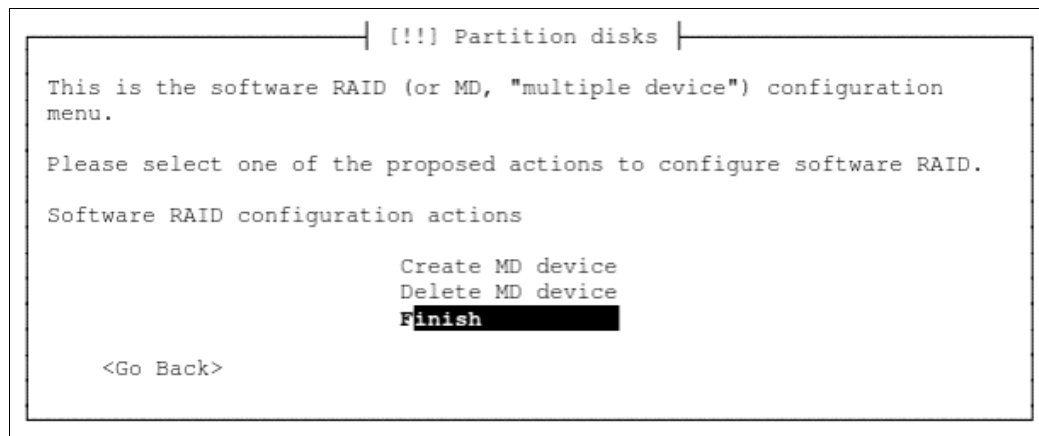 [!!] Partition disks
This is the software RAID (or MD, "multiple device") configuration
menu.
Please select one of the proposed actions to configure software RAID.
Software RAID configuration actions
Create MD device
Delete MD device
Finish
<Go Back>